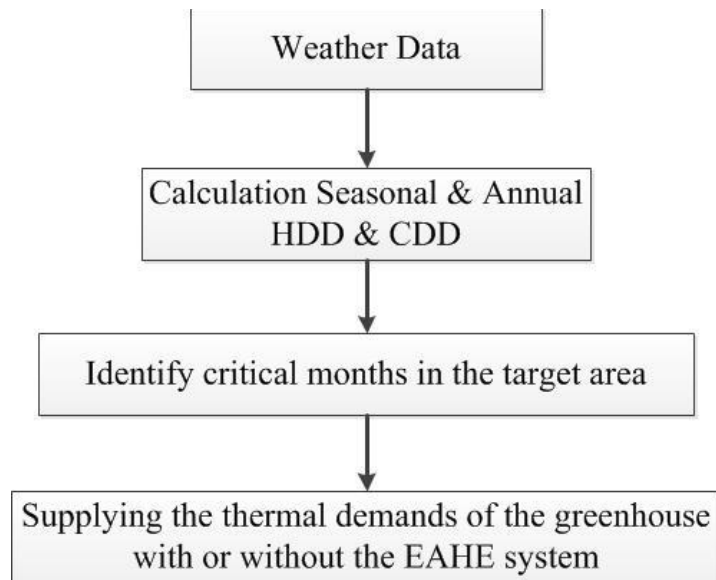 Weather Data
Calculation Seasonal & Annual
HDD & CDD
Identify critical months in the target area
Supplying the thermal demands of the greenhouse
with or without the EAHE system